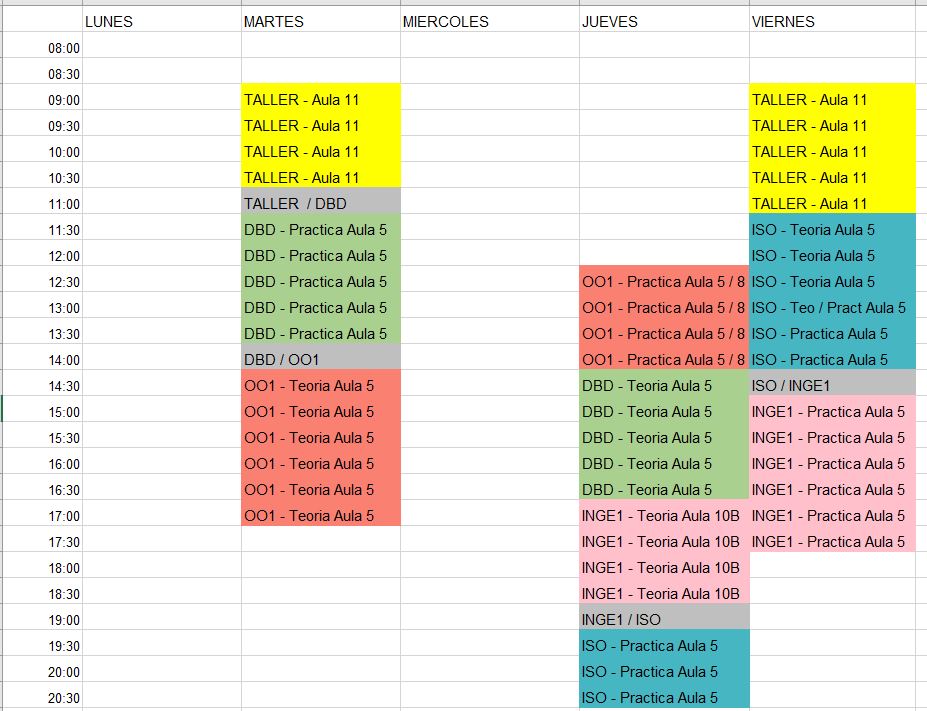 LUNES MARTES MIERCOLES JUEVES VIERNES
08:00
08:30
09:00 TALLER - Aula 11 TALLER - Aula 11
09:30 TALLER - Aula 11 TALLER - Aula 11
10:00 TALLER - Aula 11 TALLER - Aula 11
10:30 TALLER - Aula 11 TALLER - Aula 11
11:00 TALLER / DBD TALLER - Aula 11
11:30 DBD - Practica Aula 5 ISO - Teoria Aula 5
12:00 DBD - Practica Aula 5 ISO - Teoria Aula 5
12:30 DBD - Practica Aula 5 OO1 - Practica Aula 5 / 8 ISO - Teoria Aula 5
13:00 DBD - Practica Aula 5 OO1 - Practica Aula 5 / 8 ISO - Teo / Pract Aula 5
13:30 DBD - Practica Aula 5 OO1 - Practica Aula 5 / 8 ISO - Practica Aula 5
14:00 DBD / OO1 OO1 - Practica Aula 5 / 8 ISO - Practica Aula 5
14:30 OO1 - Teoria Aula 5 DBD - Teoria Aula 5 ISO / INGE1
15:00 OO1 - Teoria Aula 5 DBD - Teoria Aula 5 INGE1 - Practica Aula 5
15:30 OO1 - Teoria Aula 5 DBD - Teoria Aula 5 INGE1 - Practica Aula 5
16:00 OO1 - Teoria Aula 5 DBD - Teoria Aula 5 INGE1 - Practica Aula 5
16:30 OO1 - Teoria Aula 5 DBD - Teoria Aula 5 INGE1 - Practica Aula 5
17:00 OO1 - Teoria Aula 5 INGE1 - Teoria Aula 10B INGE1 - Practica Aula 5
17:30 INGE1 - Teoria Aula 10B INGE1 - Practica Aula 5
18:00 INGE1 - Teoria Aula 10B
18:30 INGE1 - Teoria Aula 10B
19:00 INGE1 / ISO
19:30 ISO - Practica Aula 5
20:00 ISO - Practica Aula 5
20:30 ISO - Practica Aula 5